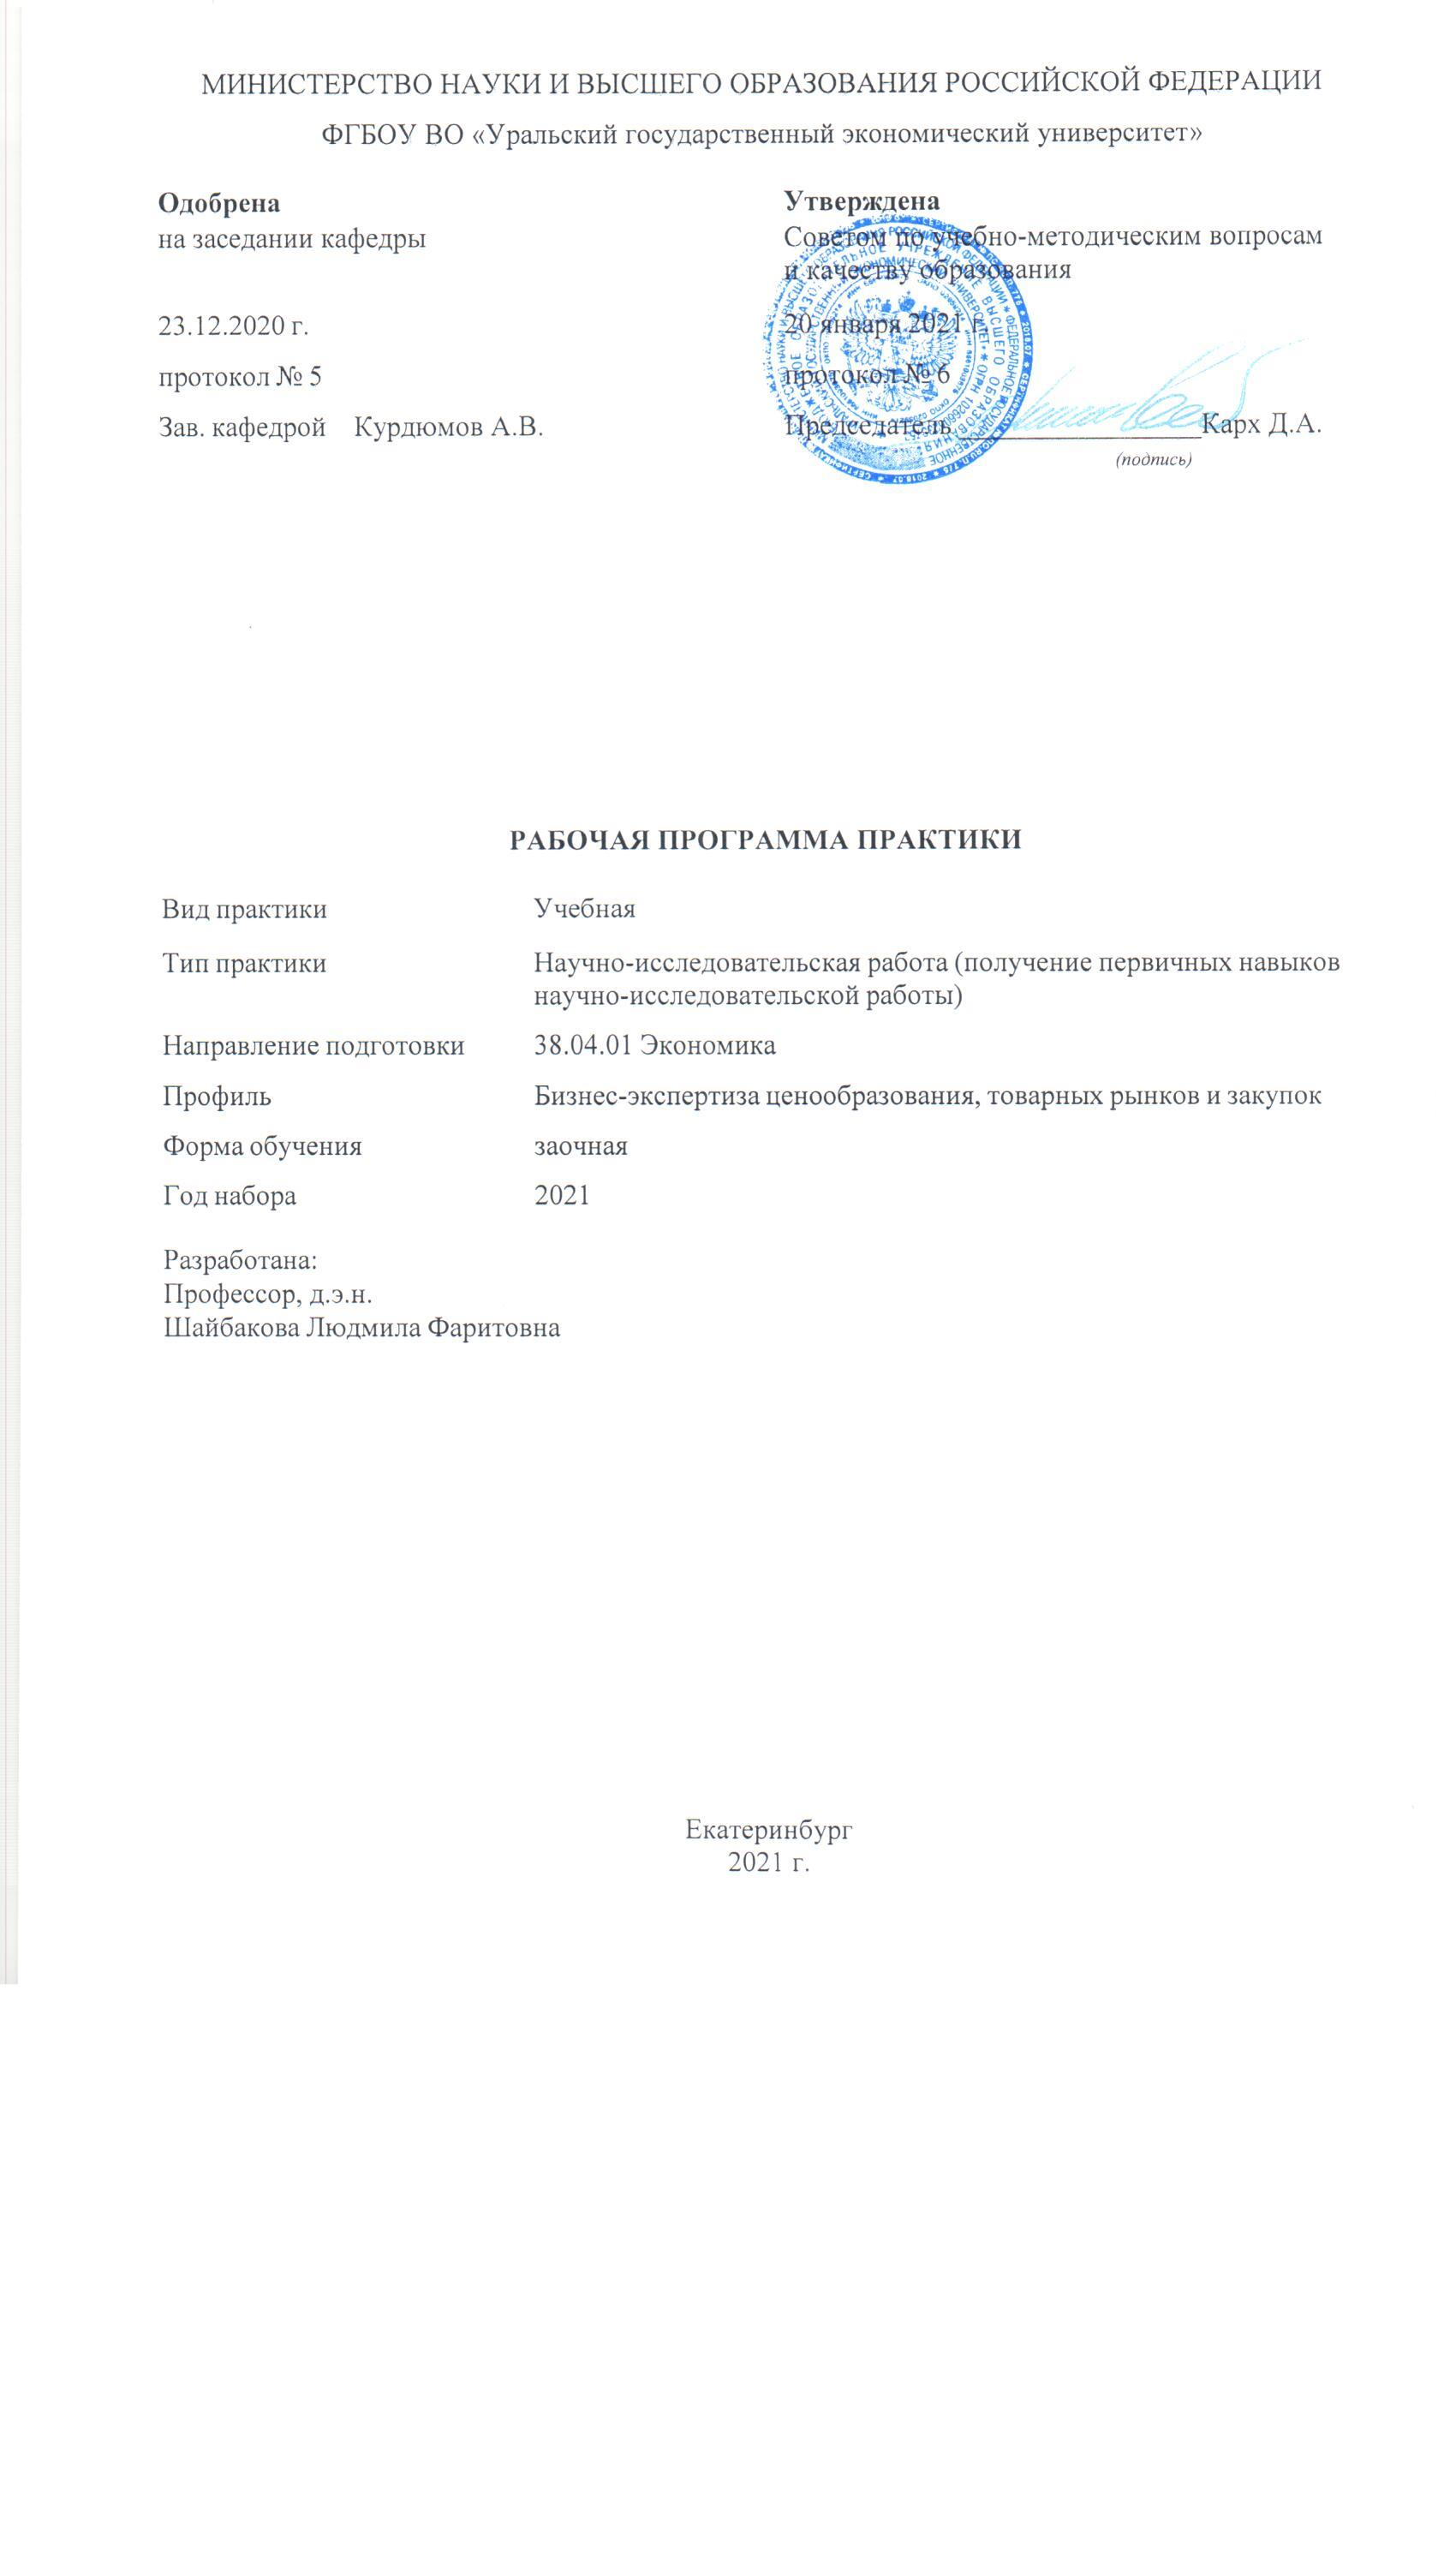 МИНИСТЕРСТВО НАУКИ И ВЫСШЕГО ОБРАЗОВАНИЯ РОССИЙСКОЙ ФЕДЕРАЦИИ
ФГБОУ ВО «Уральский государственный экономический университет»
Одобрена
на заседании кафедры
23.12.2020 г.
протокол № 5
Зав. кафедрой Курдюмов А.В.
Утверждена
Советом по учебно-методическим вопросам
и качеству образования
20 января 2021 г.
протокол № 6
Председатель Карх Д.А.
(подпись)
РАБОЧАЯ ПРОГРАММА ПРАКТИКИ
Вид практики Учебная
Тип практики Научно-исследовательская работа (получение первичных навыков
научно-исследовательской работы)
Направление подготовки 38.04.01 Экономика
Профиль Бизнес-экспертиза ценообразования, товарных рынков и закупок
Форма обучения заочная
Год набора 2021
Разработана:
Профессор, д.э.н.
Шайбакова Людмила Фаритовна
Екатеринбург
2021 г.